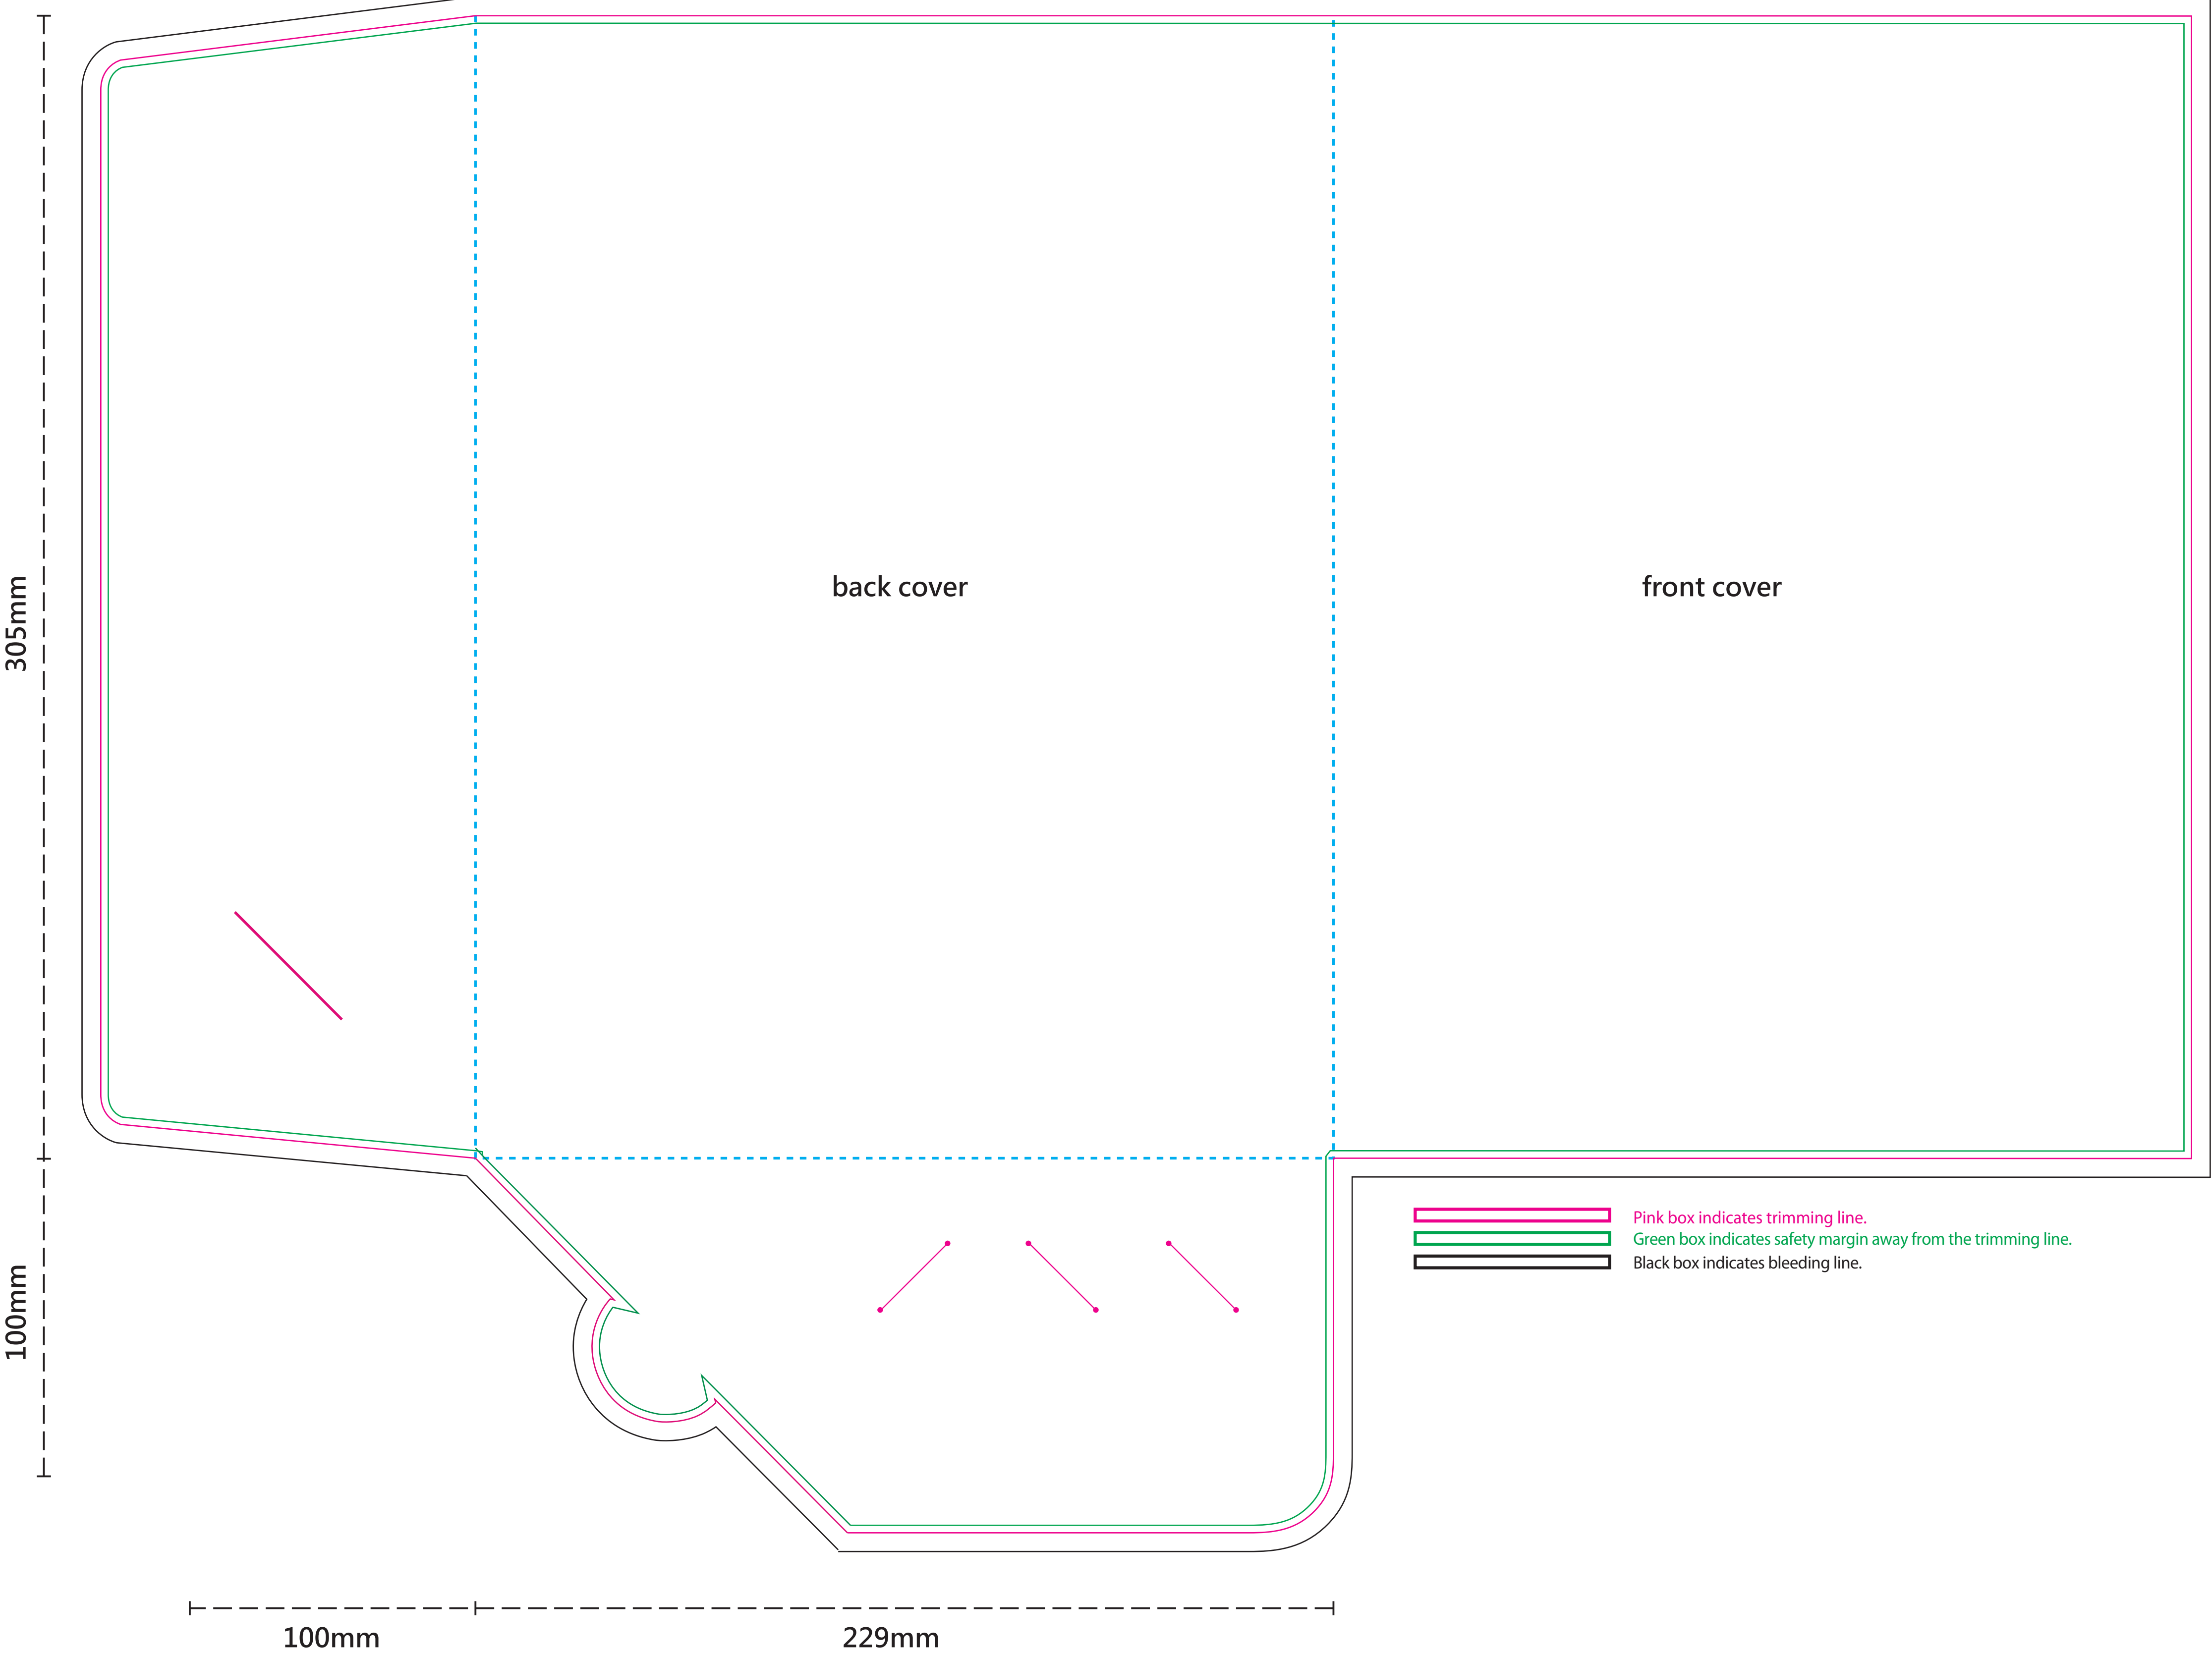 305mm
back cover
front cover
Pink box indicates trimming line.
Green box indicates safety margin away from the trimming line.
Black box indicates bleeding line.
100mm
100mm
229mm